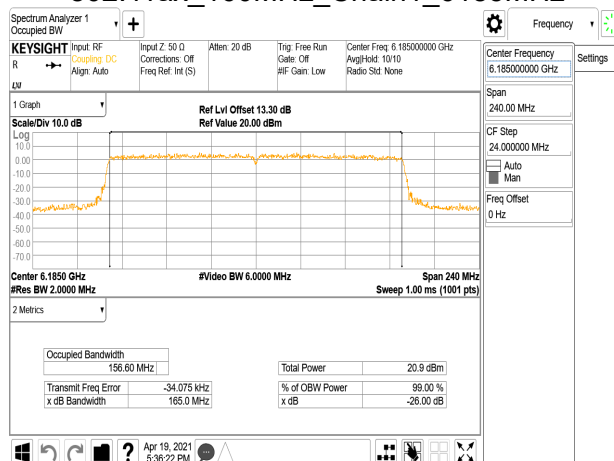 Spectrum Analyzer 1
Occupied BW
+
Frequency
KEYSIGHT
R
Input: RF
Coupling: DC
Align: Auto
Input Z: 50 Ω
Corrections: Off
Freq Ref: Int (S)
Atten: 20 dB
Trig: Free Run
Gate: Off
#IF Gain: Low
Center Freq: 6.185000000 GHz
Avg|Hold: 10/10
Radio Std: None
Center Frequency
6.185000000 GHz
Settings
Span
240.00 MHz
CF Step
24.000000 MHz
Auto
Man
Freq Offset
0 Hz
1 Graph
Scale/Div 10.0 dB
Ref Lvl Offset 13.30 dB
Ref Value 20.00 dBm
Log
10.0
0.00
-10.0
-20.0
-30.0
-40.0
-50.0
-60.0
-70.0
Center 6.1850 GHz
#Res BW 2.0000 MHz
#Video BW 6.0000 MHz
Span 240 MHz
Sweep 1.00 ms (1001 pts)
2 Metrics
Occupied Bandwidth
156.60 MHz
Total Power 20.9 dBm
Transmit Freq Error -34.075 kHz
% of OBW Power 99.00 %
x dB Bandwidth 165.0 MHz
x dB -26.00 dB
?
Apr 19, 2021
5:36:22 PM